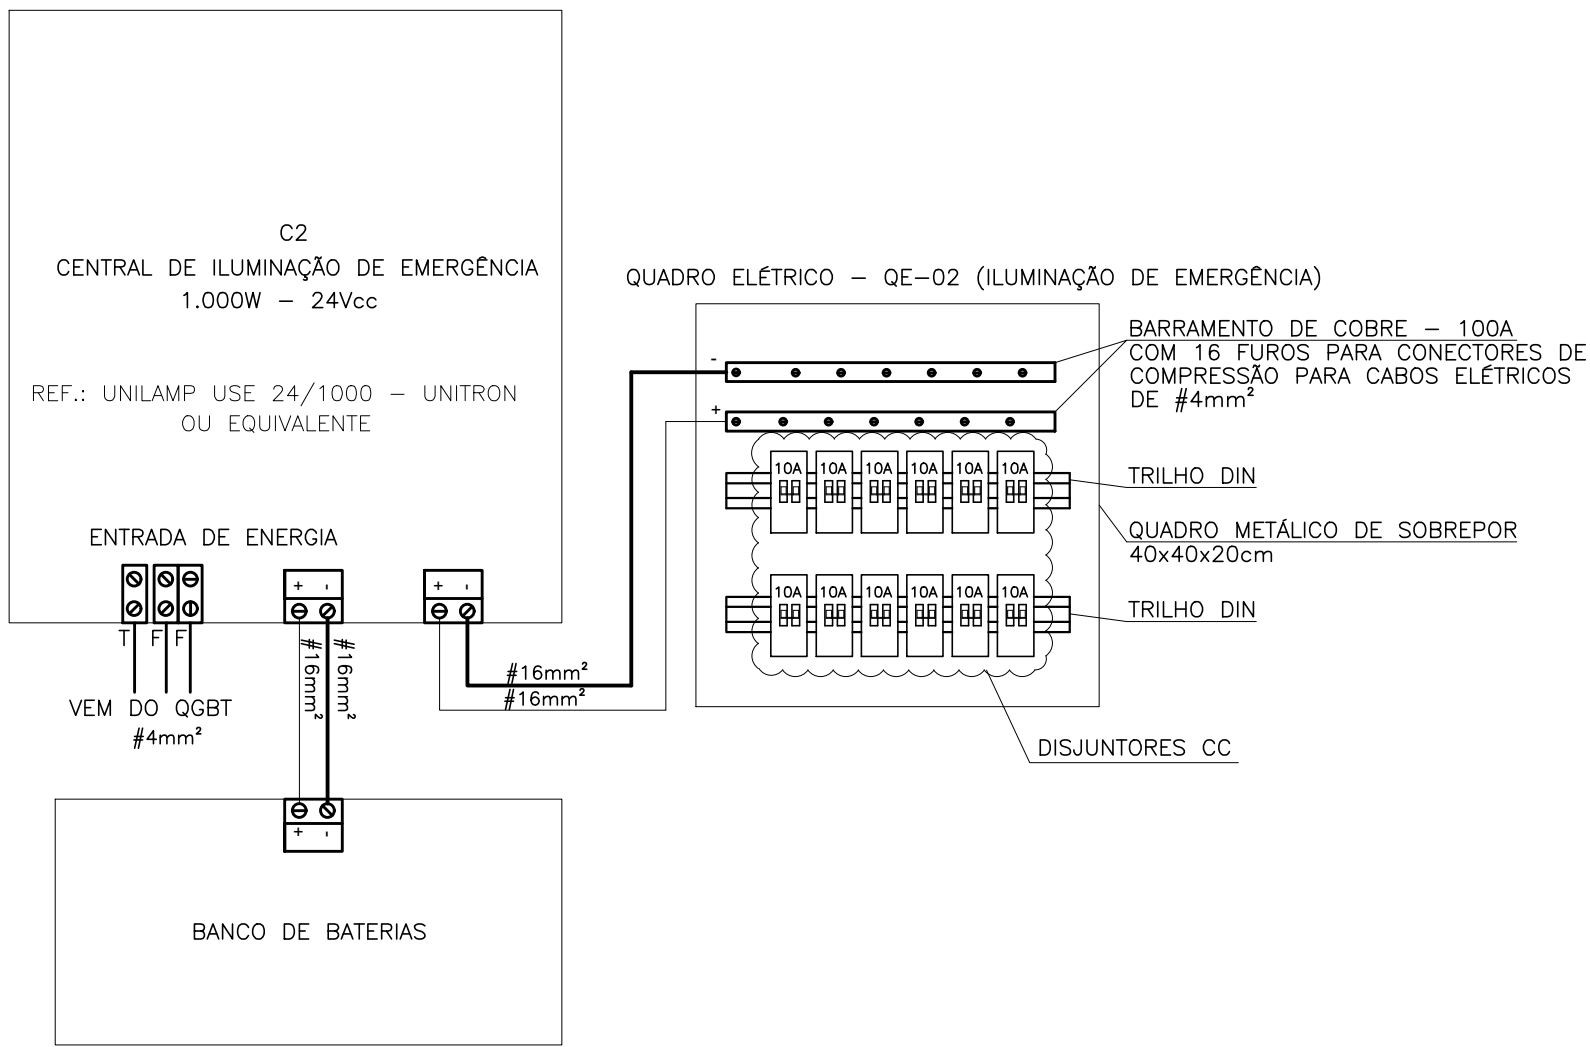 C2
CENTRAL DE ILUMINAÇÃO DE EMERGÊNCIA
1.000W – 24Vcc
REF.: UNILAMP USE 24/1000 – UNITRON
OU EQUIVALENTE
ENTRADA DE ENERGIA
T F F
VEM DO QGBT
#4mm²
+ -
#16mm²
#16mm²
+ -
#16mm²
#16mm²
+ -
BANCO DE BATERIAS
QUADRO ELÉTRICO – QE–02 (ILUMINAÇÃO DE EMERGÊNCIA)
-
+
10A 10A 10A 10A 10A 10A
10A 10A 10A 10A 10A 10A
BARRAMENTO DE COBRE – 100A
COM 16 FUROS PARA CONECTORES DE
COMPRESSÃO PARA CABOS ELÉTRICOS
DE #4mm²
TRILHO DIN
QUADRO METÁLICO DE SOBREPOR
40x40x20cm
TRILHO DIN
DISJUNTORES CC